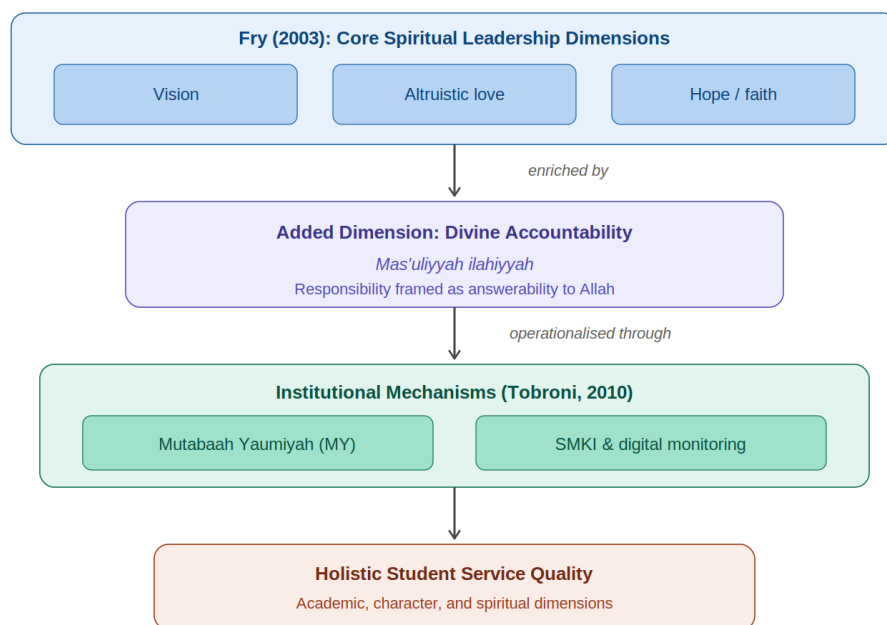 Fry (2003): Core Spiritual Leadership Dimensions
Vision
Altruistic love
Hope / faith
enriched by
Added Dimension: Divine Accountability
Mas'uliyyah ilahiyyah
Responsibility framed as answerability to Allah
operationalised through
Institutional Mechanisms (Tobroni, 2010)
Mutabaah Yaumiyah (MY)
SMKI & digital monitoring
Holistic Student Service Quality
Academic, character, and spiritual dimensions